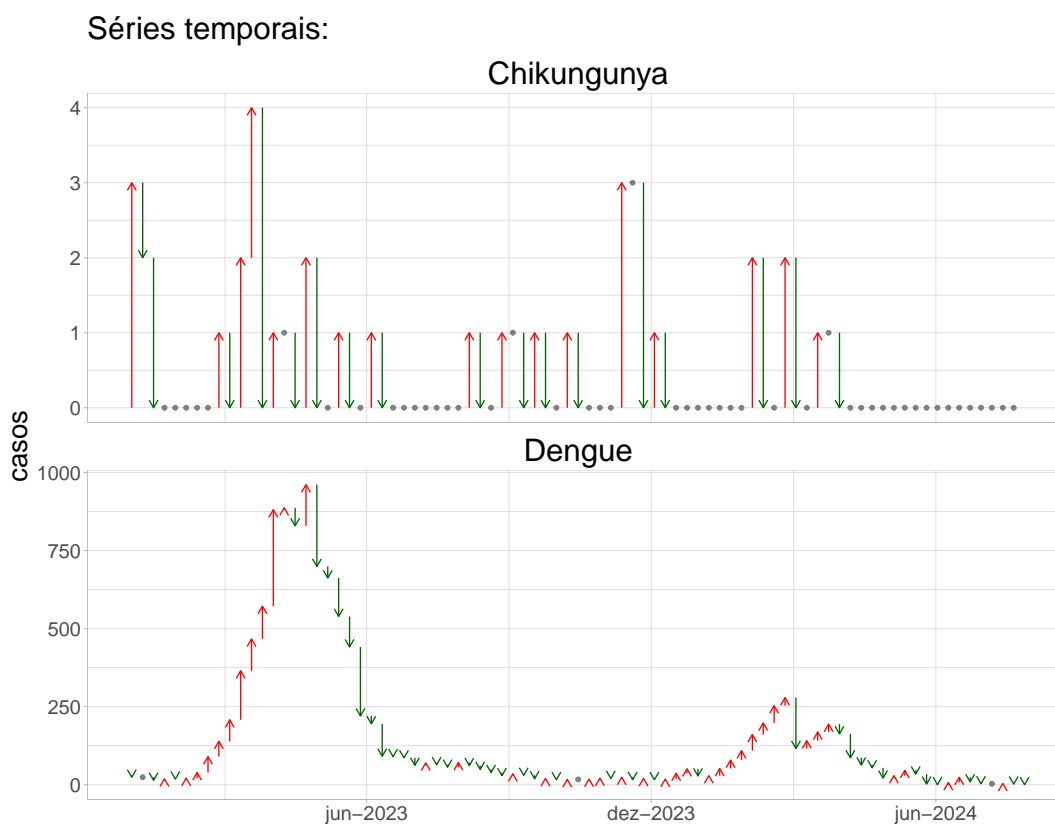 Séries temporais:
Chikungunya
4
3
2
1
0
casos
Dengue
1000
750
500
250
0
jun−2023
dez−2023
jun−2024